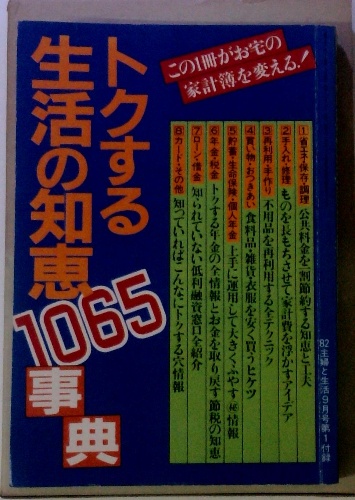 この1冊がお宅の
家計簿を変える!
トクする
生活の知恵
1065
事典
1 省エネ・保存・調理 公共料金を1割節約する知恵と工夫
2 手入れ・修理 ものを長もちさせて家計費を浮かすアイデア
3 再利用・手作り 不用品を再利用する全テクニック
4 買い物・おつきあい 食料品・雑貨・衣服を安く買うヒケツ
5 貯蓄・生命保険・個人年金 上手に運用して大きくふやす㊙情報
6 年金・税金 トクする年金の全情報とお金を取り戻す節税の知恵
7 ローン・借金 知られていない低利融資窓口全紹介
8 カード・その他 知っていればこんなにトクする穴情報
'82主婦と生活9月号第1付録